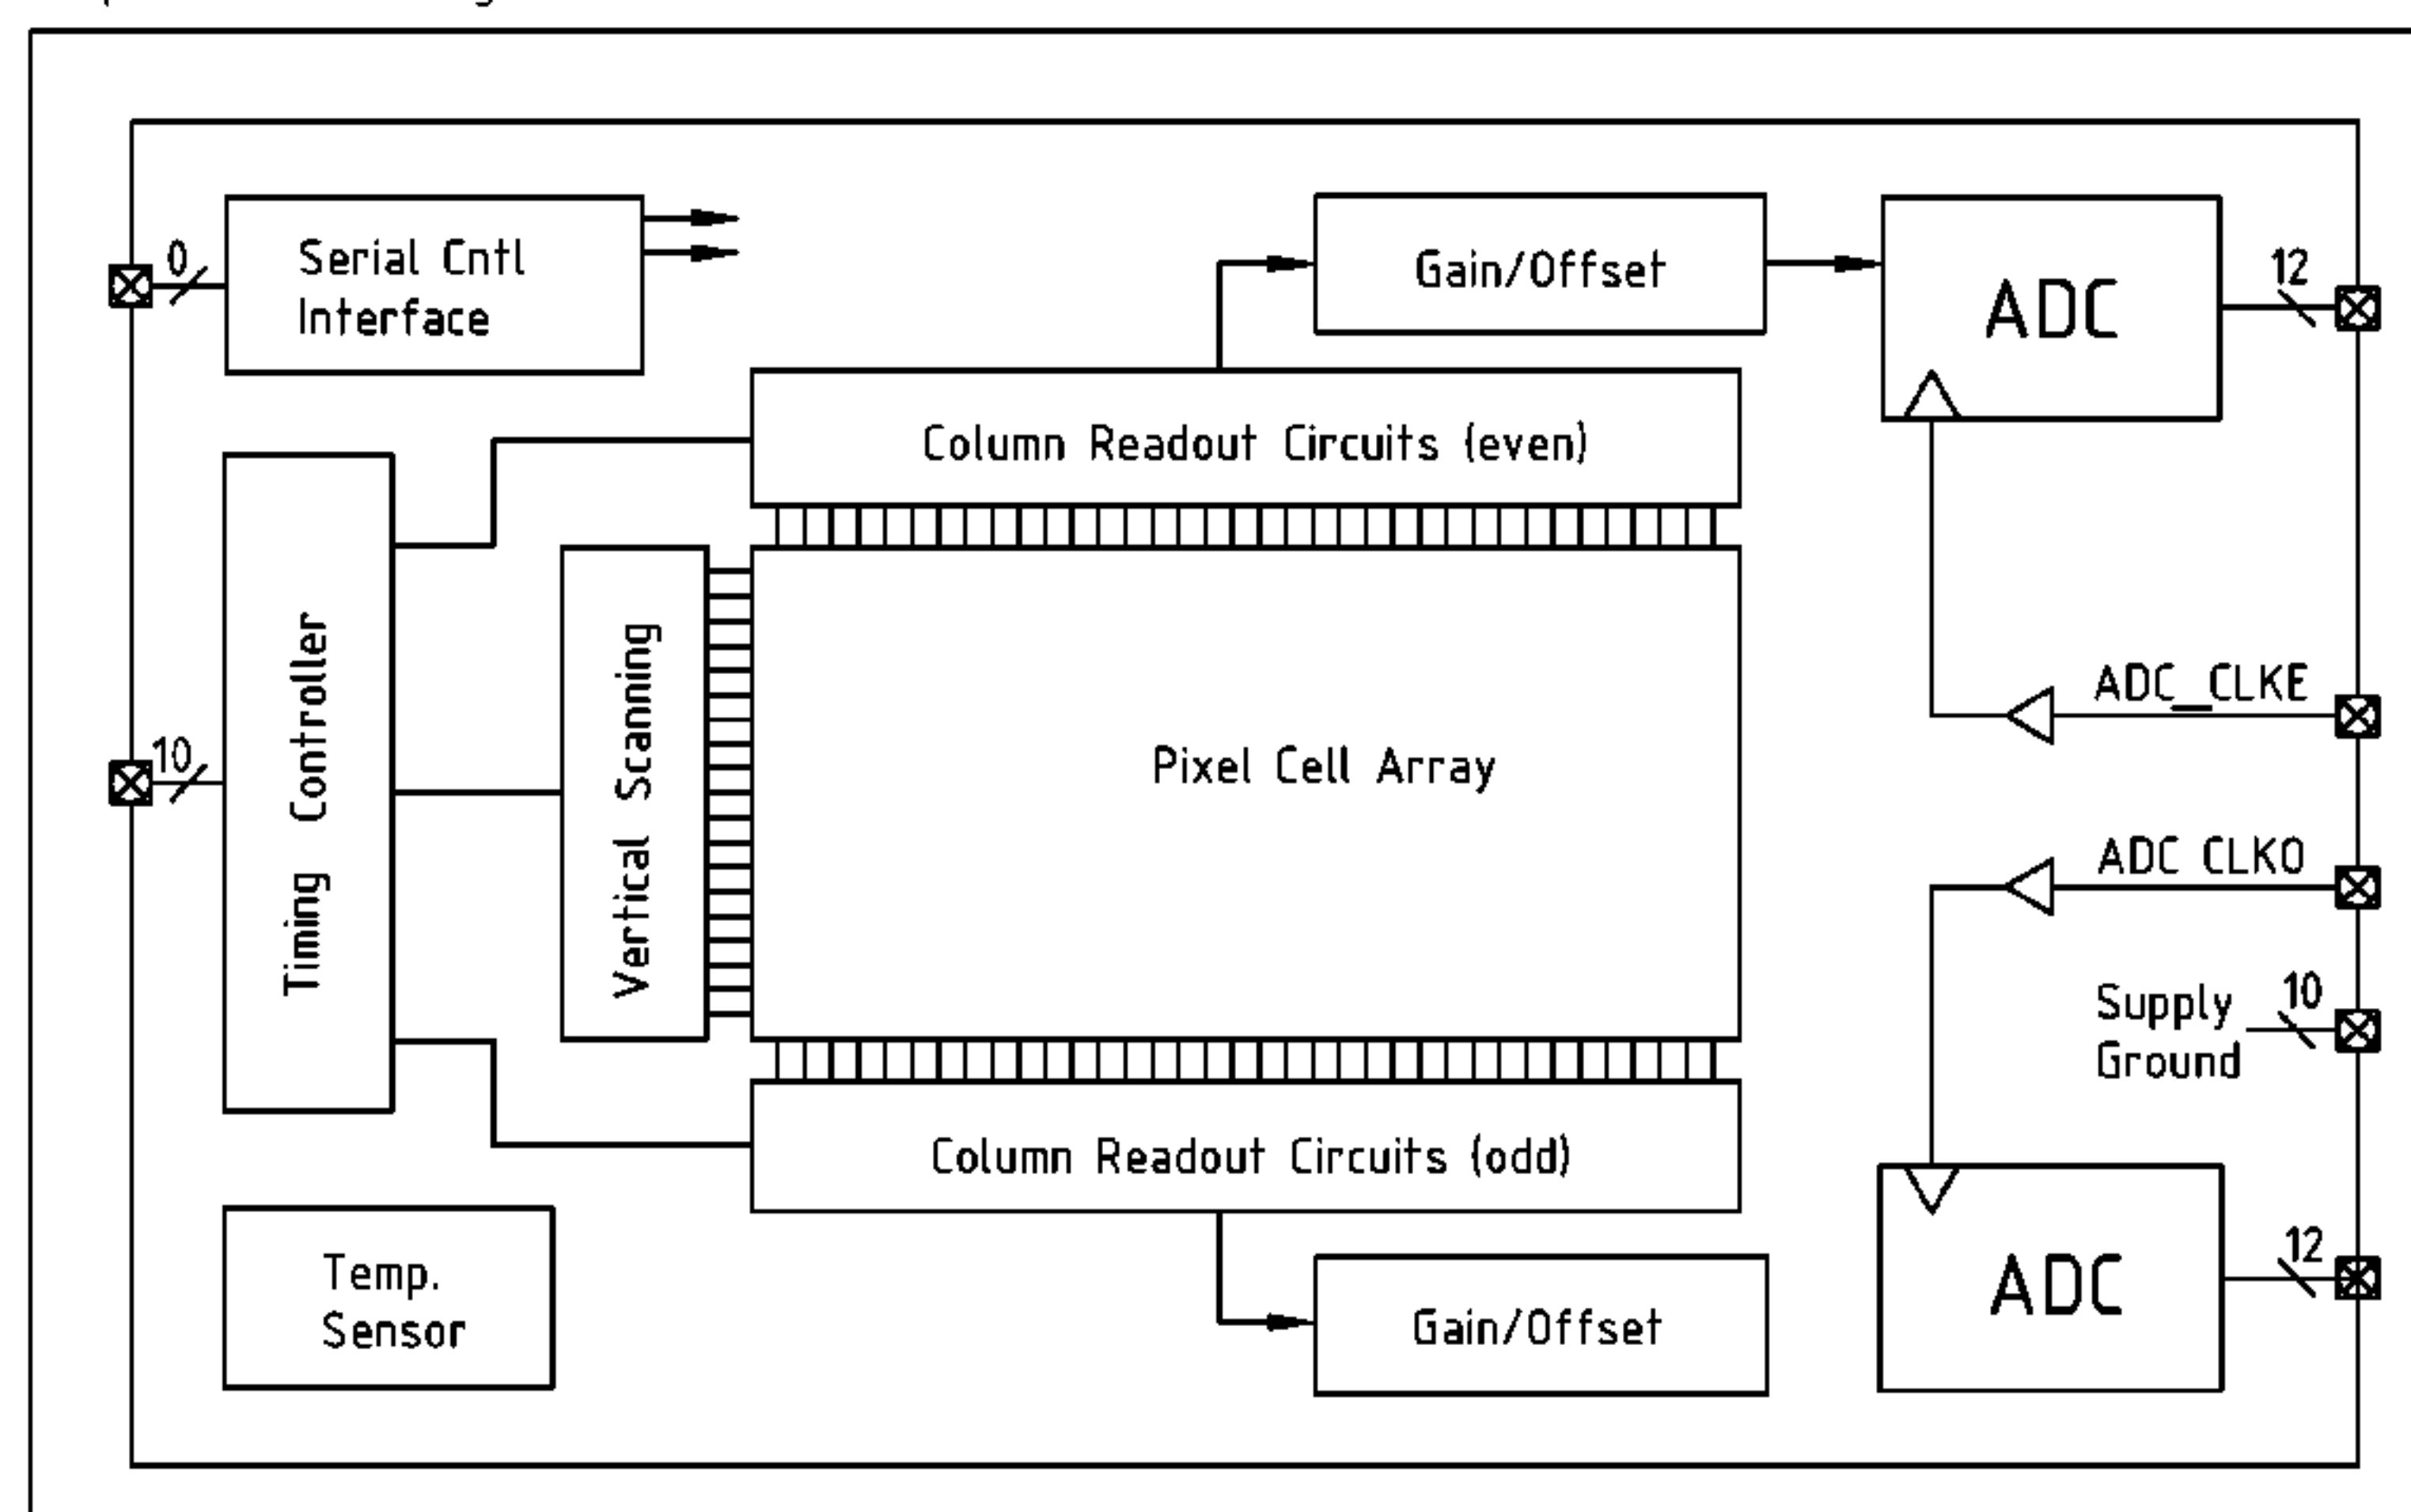 Serial Cntl
Interface
0
Gain/Offset
ADC
12
Column Readout Circuits (even)
Timing Controller
10
Vertical Scanning
Pixel Cell Array
ADC_CLKE
ADC CLKO
Supply
Ground
10
Column Readout Circuits (odd)
Temp.
Sensor
Gain/Offset
ADC
12